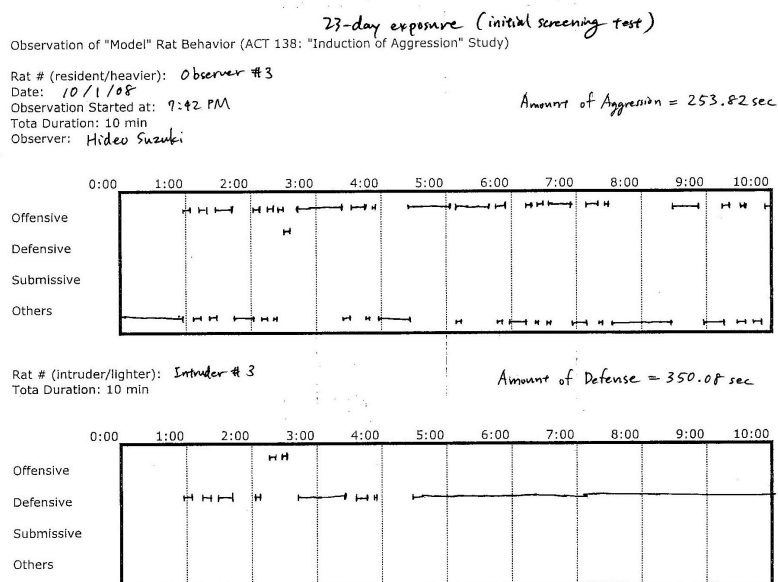 23-day exposure (initial screening test)
Observation of "Model" Rat Behavior (ACT 138: "Induction of Aggression" Study)
Rat # (resident/heavier): Observer #3
Date: 10/1/08
Observation Started at: 7:42 PM
Amount of Aggression = 253.82 sec
Tota Duration: 10 min
Observer: Hideo Suzuki
0:00 1:00 2:00 3:00 4:00 5:00 6:00 7:00 8:00 9:00 10:00
Offensive
Defensive
Submissive
Others
Rat # (intruder/lighter): Intruder # 3
Amount of Defense = 350.08 sec
Tota Duration: 10 min
0:00 1:00 2:00 3:00 4:00 5:00 6:00 7:00 8:00 9:00 10:00
Offensive
Defensive
Submissive
Others